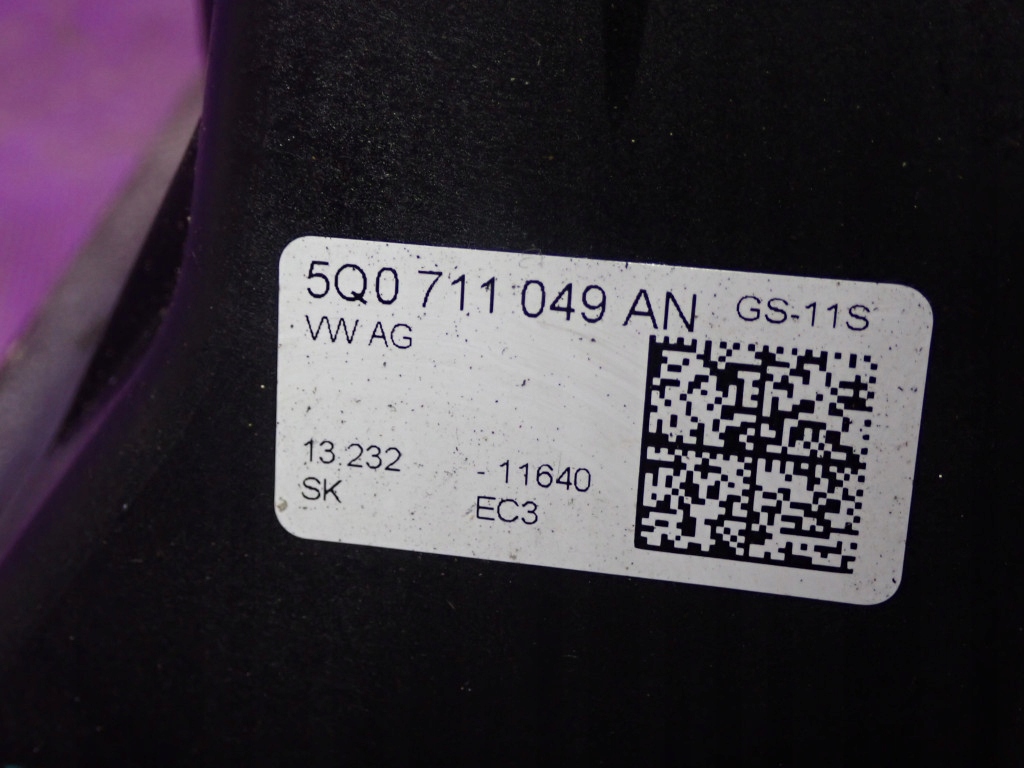 5Q0 711 049 AN GS-11S
VW AG
13.232 - 11640
SK EC3